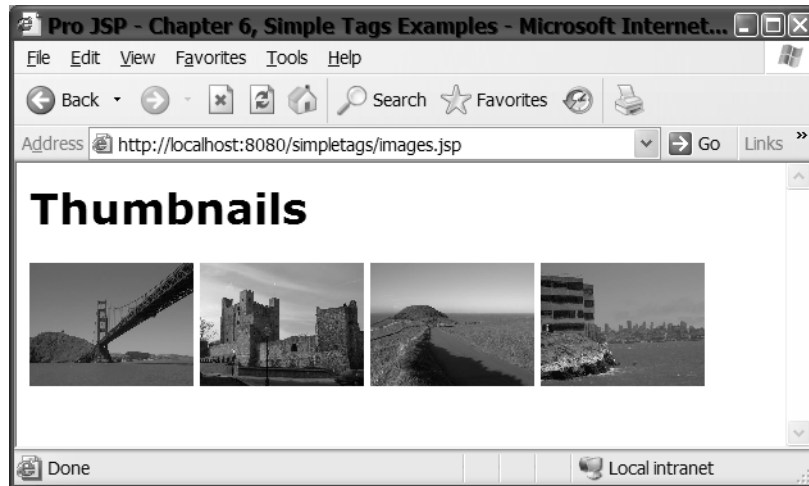 Pro JSP - Chapter 6, Simple Tags Examples - Microsoft Internet...
File Edit View Favorites Tools Help
Back Search Favorites
Address http://localhost:8080/simpletags/images.jsp Go Links »
Thumbnails
Done Local intranet